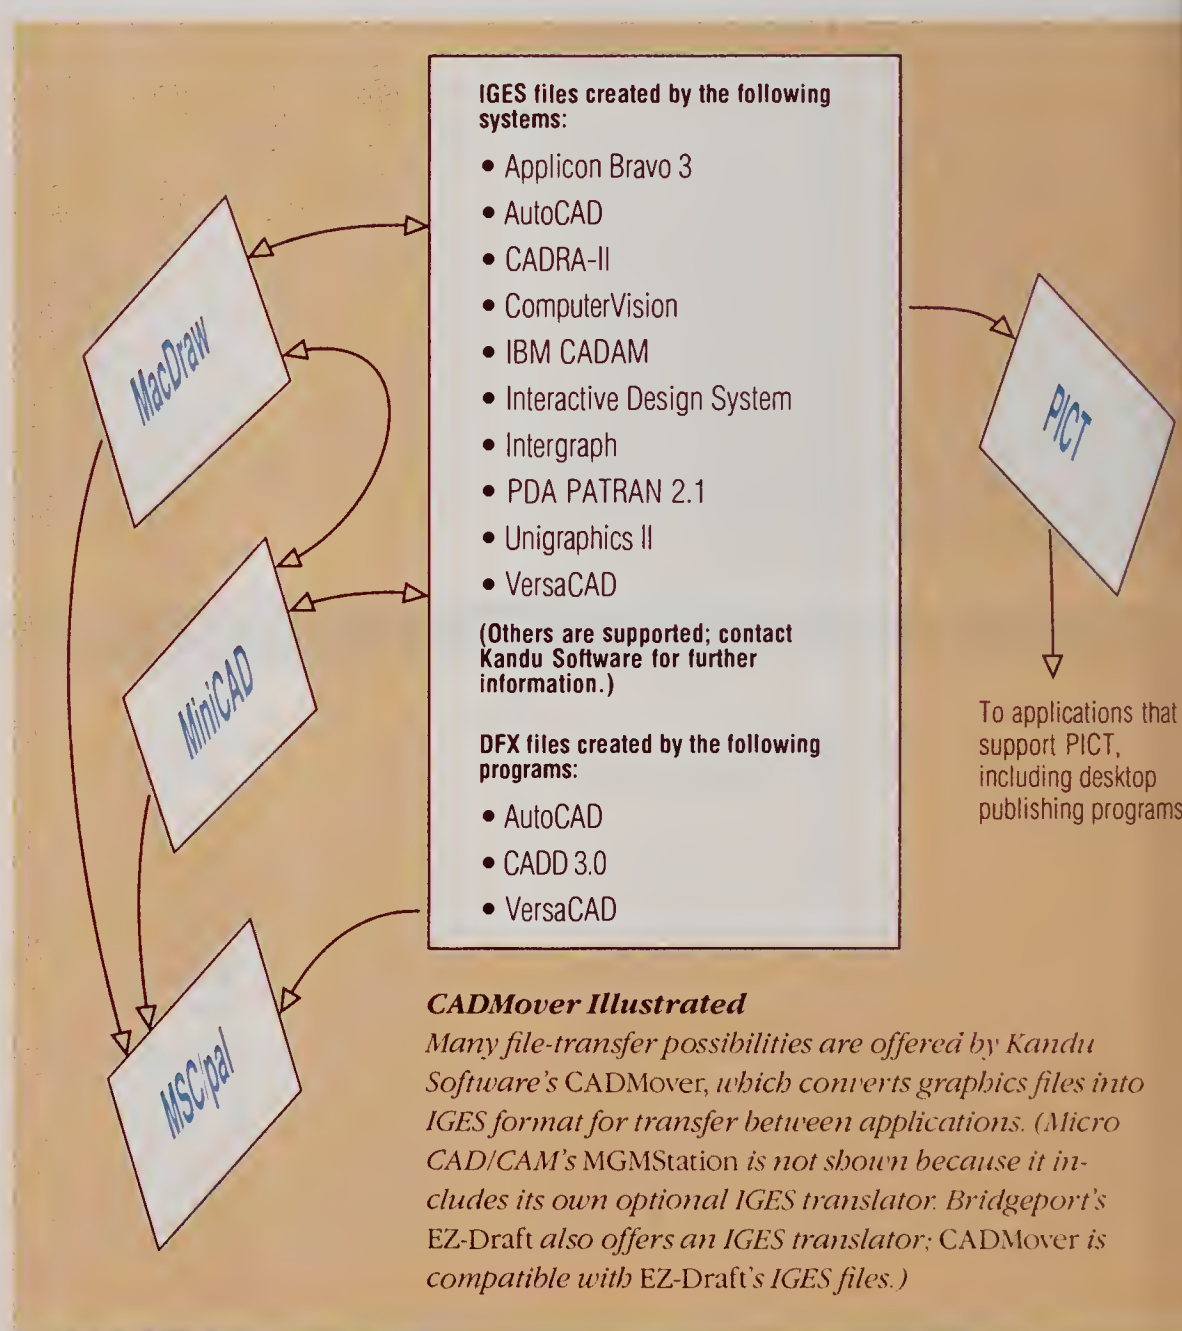 IGES files created by the following
systems:
• Applicon Bravo 3
• AutoCAD
• CADRA-II
• ComputerVision
• IBM CADAM
• Interactive Design System
• Intergraph
• PDA PATRAN 2.1
• Unigraphics II
• VersaCAD
(Others are supported; contact
Kandu Software for further
information.)
DFX files created by the following
programs:
• AutoCAD
• CADD 3.0
• VersaCAD
MacDraw
MiniCAD
MSC/pal
PICT
To applications that
support PICT,
including desktop
publishing programs
CADMover Illustrated
Many file-transfer possibilities are offered by Kandu
Software's CADMover, which converts graphics files into
IGES format for transfer between applications. (Micro
CAD/CAM's MGMStation is not shown because it in-
cludes its own optional IGES translator. Bridgeport's
EZ-Draft also offers an IGES translator; CADMover is
compatible with EZ-Draft's IGES files.)